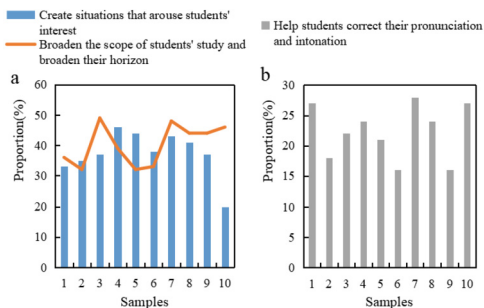 Create situations that arouse students'
interest
Broaden the scope of students' study and
broaden their horizon
Help students correct their pronunciation
and intonation
a
60
50
40
30
20
10
0
Proportion(%)
1 2 3 4 5 6 7 8 9 10
Samples
b
30
25
20
15
10
5
0
Proportion(%)
1 2 3 4 5 6 7 8 9 10
Samples